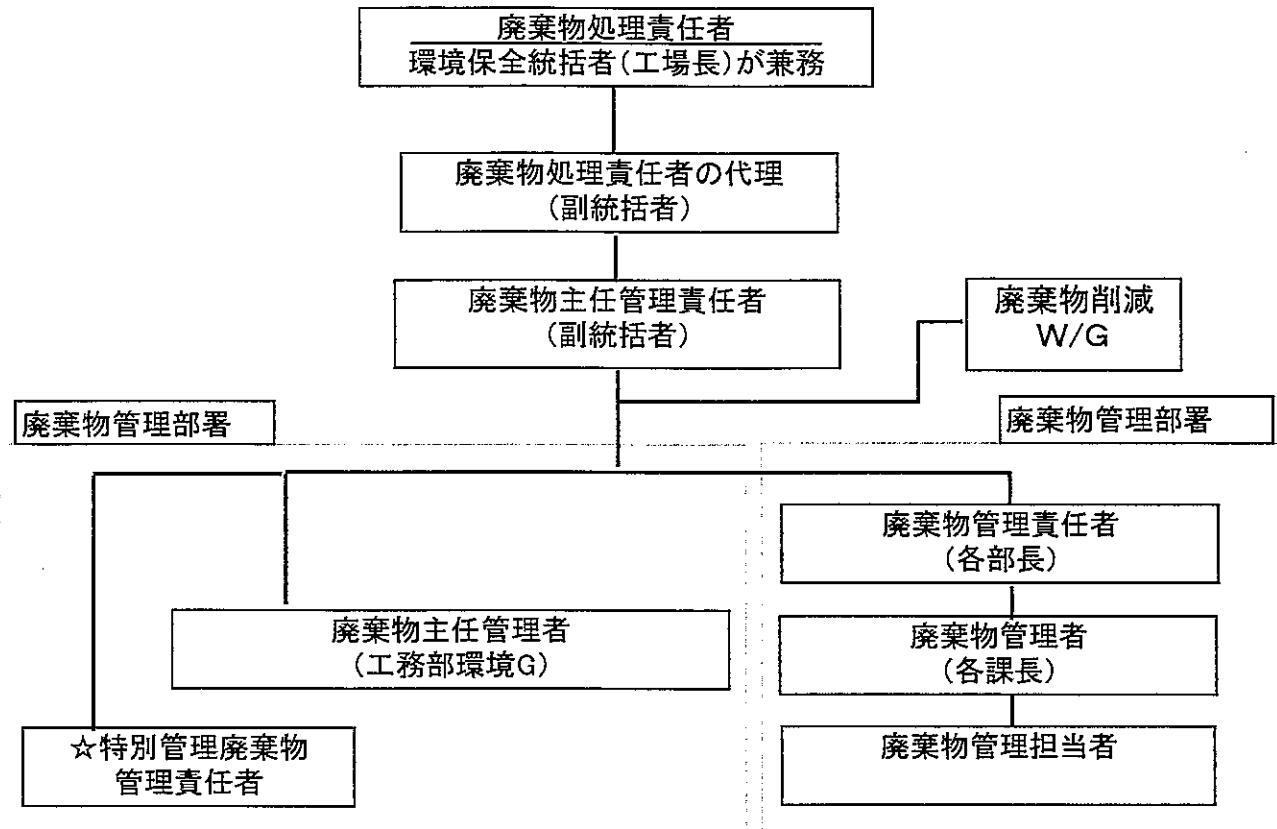 廃棄物処理責任者
環境保全統括者(工場長)が兼務
廃棄物処理責任者の代理
(副統括者)
廃棄物主任管理責任者
(副統括者)
廃棄物削減
W/G
廃棄物管理部署
廃棄物管理部署
廃棄物管理責任者
(各部長)
廃棄物主任管理者
(工務部環境G)
廃棄物管理者
(各課長)
☆特別管理廃棄物
管理責任者
廃棄物管理担当者